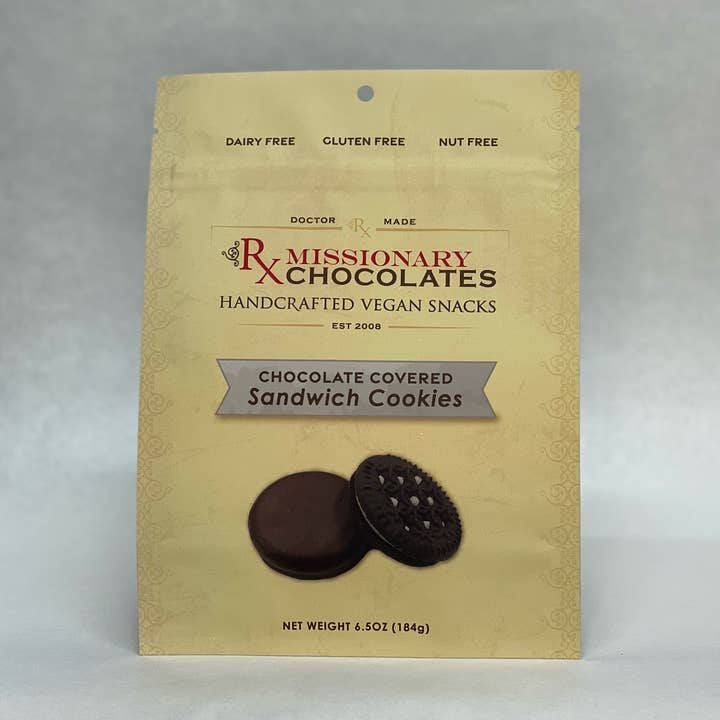 DAIRY FREE GLUTEN FREE NUT FREE
DOCTOR Rx MADE
Rx MISSIONARY
CHOCOLATES
HANDCRAFTED VEGAN SNACKS
EST 2008
CHOCOLATE COVERED
Sandwich Cookies
NET WEIGHT 6.5OZ (184g)